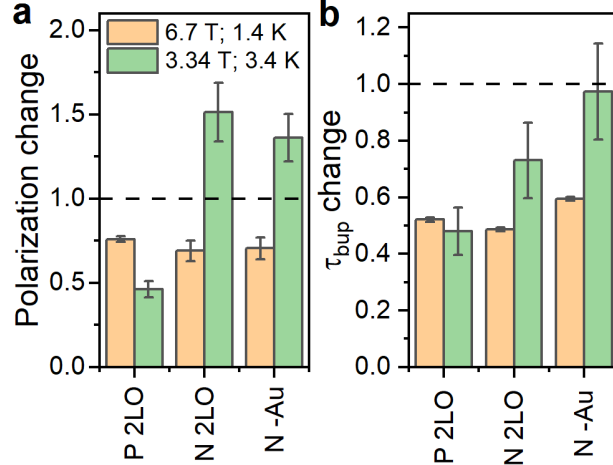 a
2.0
1.5
1.0
0.5
0.0
Polarization change
6.7 T; 1.4 K
3.34 T; 3.4 K
P 2LO
N 2LO
N -Au
b
1.2
1.0
0.8
0.6
0.4
0.2
0.0
τbup change
P 2LO
N 2LO
N -Au